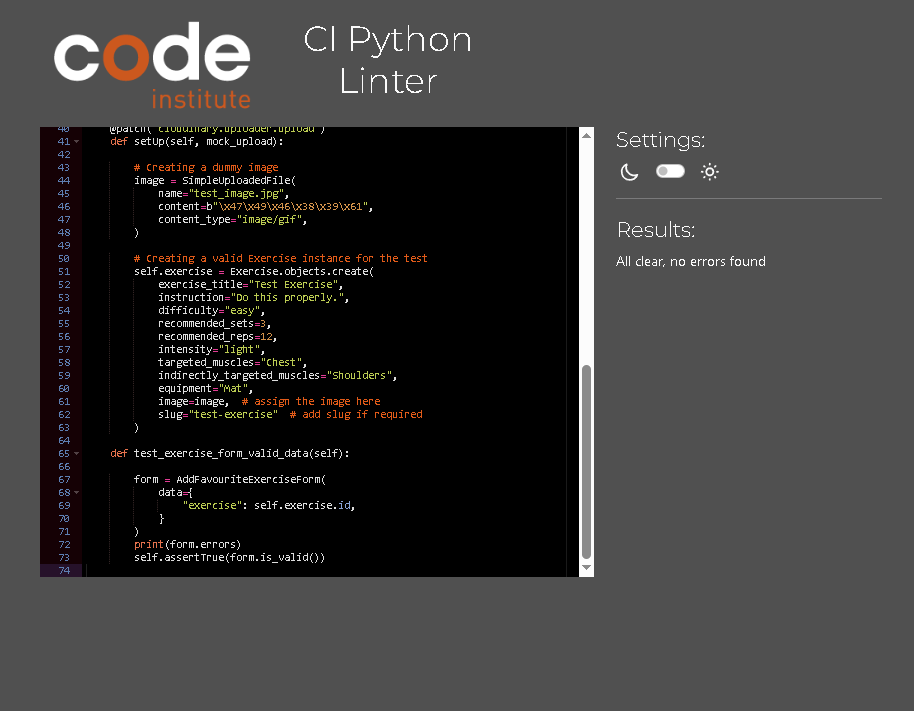 code
institute
CI Python
Linter
40 @patch("cloudinary.uploader.upload")
41 def setUp(self, mock_upload):
42
43 # Creating a dummy image
44 image = SimpleUploadedFile(
45 name="test_image.jpg",
46 content=b"\x47\x49\x46\x38\x39\x61",
47 content_type="image/gif",
48 )
49
50 # Creating a valid Exercise instance for the test
51 self.exercise = Exercise.objects.create(
52 exercise_title="Test Exercise",
53 instruction="Do this properly.",
54 difficulty="easy",
55 recommended_sets=3,
56 recommended_reps=12,
57 intensity="light",
58 targeted_muscles="Chest",
59 indirectly_targeted_muscles="Shoulders",
60 equipment="Mat",
61 image=image,  # assign the image here
62 slug="test-exercise"  # add slug if required
63 )
64
65 def test_exercise_form_valid_data(self):
66
67 form = AddFavouriteExerciseForm(
68 data={
69 "exercise": self.exercise.id,
70 }
71 )
72 print(form.errors)
73 self.assertTrue(form.is_valid())
74
Settings:
Results:
All clear, no errors found